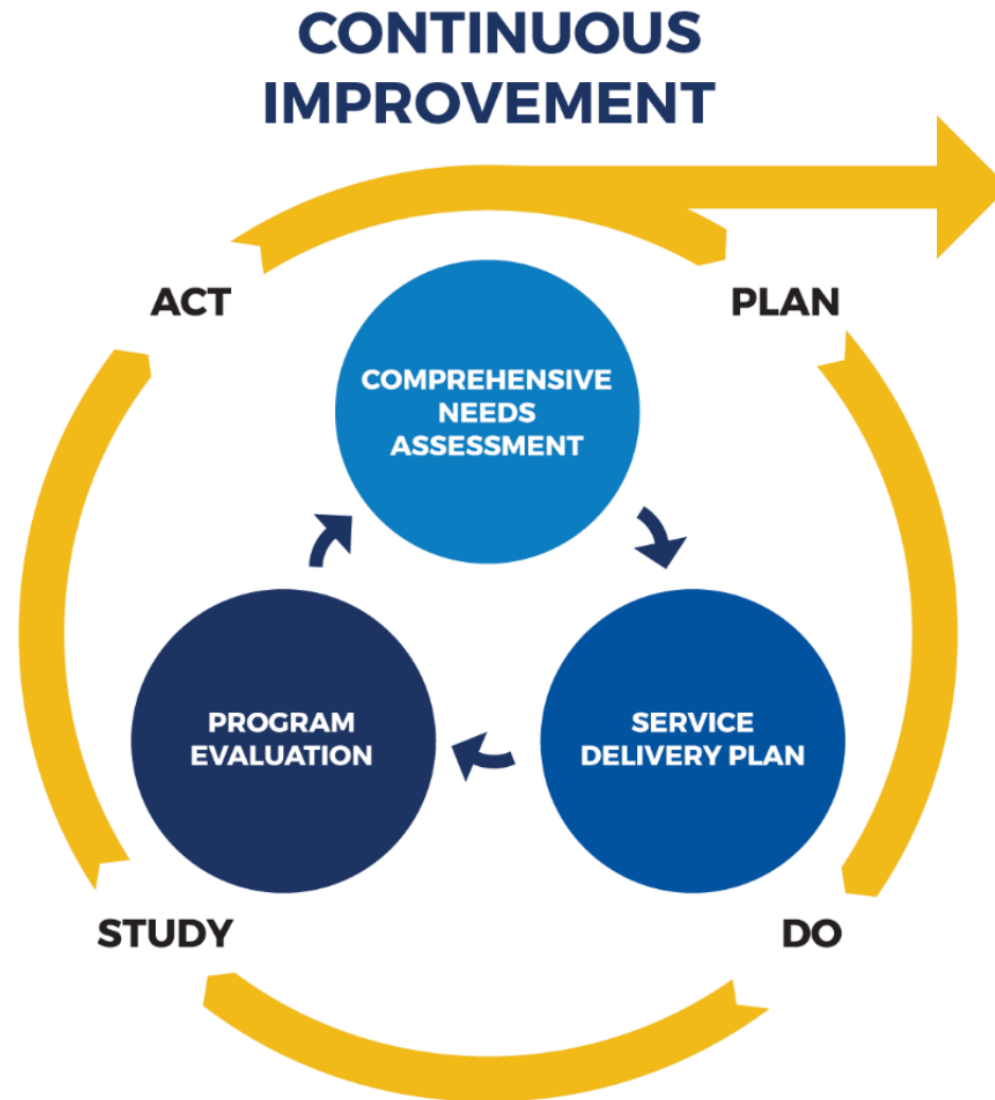 CONTINUOUS
IMPROVEMENT
ACT
PLAN
COMPREHENSIVE
NEEDS
ASSESSMENT
PROGRAM
EVALUATION
SERVICE
DELIVERY PLAN
STUDY
DO